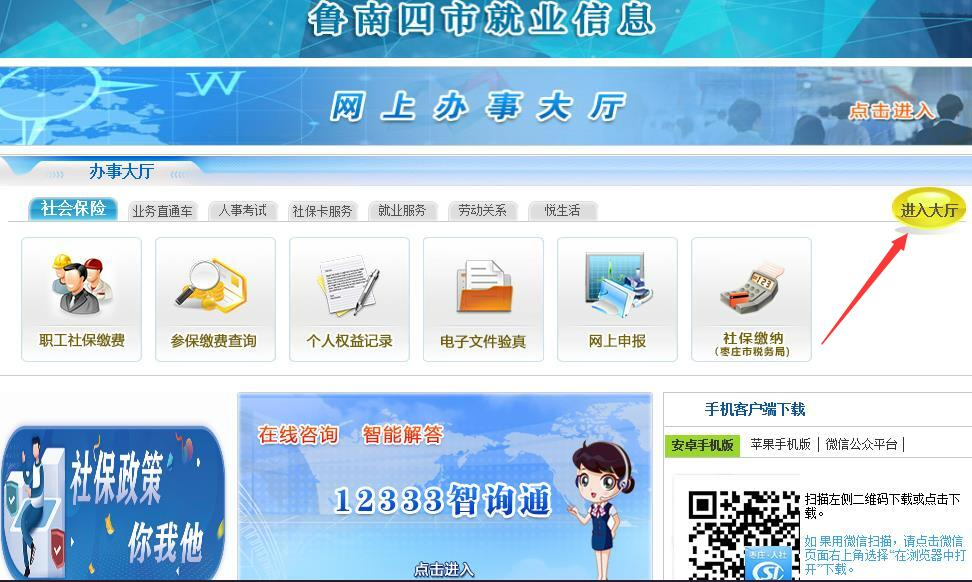 鲁南四市就业信息
W
网上办事大厅
点击进入
办事大厅
社会保险 业务直通车 人事考试 社保卡服务 就业服务 劳动关系 悦生活
进入大厅
职工社保缴费 参保缴费查询 个人权益记录 电子文件验真 网上申报 社保缴纳
(枣庄市税务局)
社保政策
你我他
在线咨询 智能解答
12333智询通
点击进入
手机客户端下载
安卓手机版 苹果手机版 | 微信公众平台 |
扫描左侧二维码下载或点击下
载。
如果用微信扫描，请点击微信
页面右上角选择“在浏览器中打
开”下载。
枣庄·人社